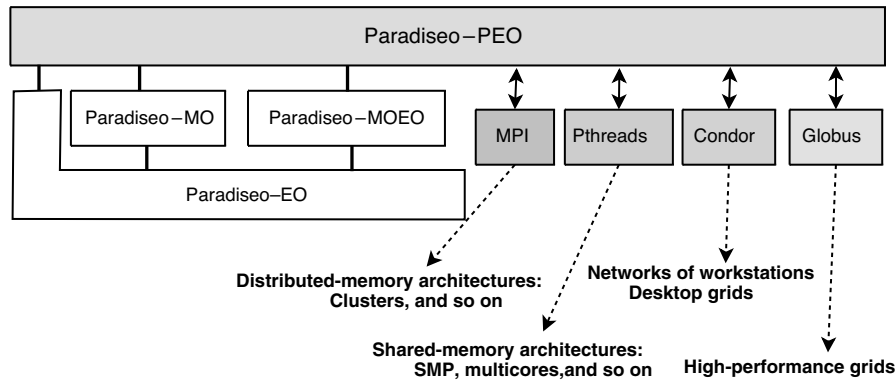 Paradiseo–PEO
Paradiseo–MO
Paradiseo–MOEO
MPI
Pthreads
Condor
Globus
Paradiseo–EO
Distributed-memory architectures:
Clusters, and so on
Networks of workstations
Desktop grids
Shared-memory architectures:
SMP, multicores,and so on
High-performance grids